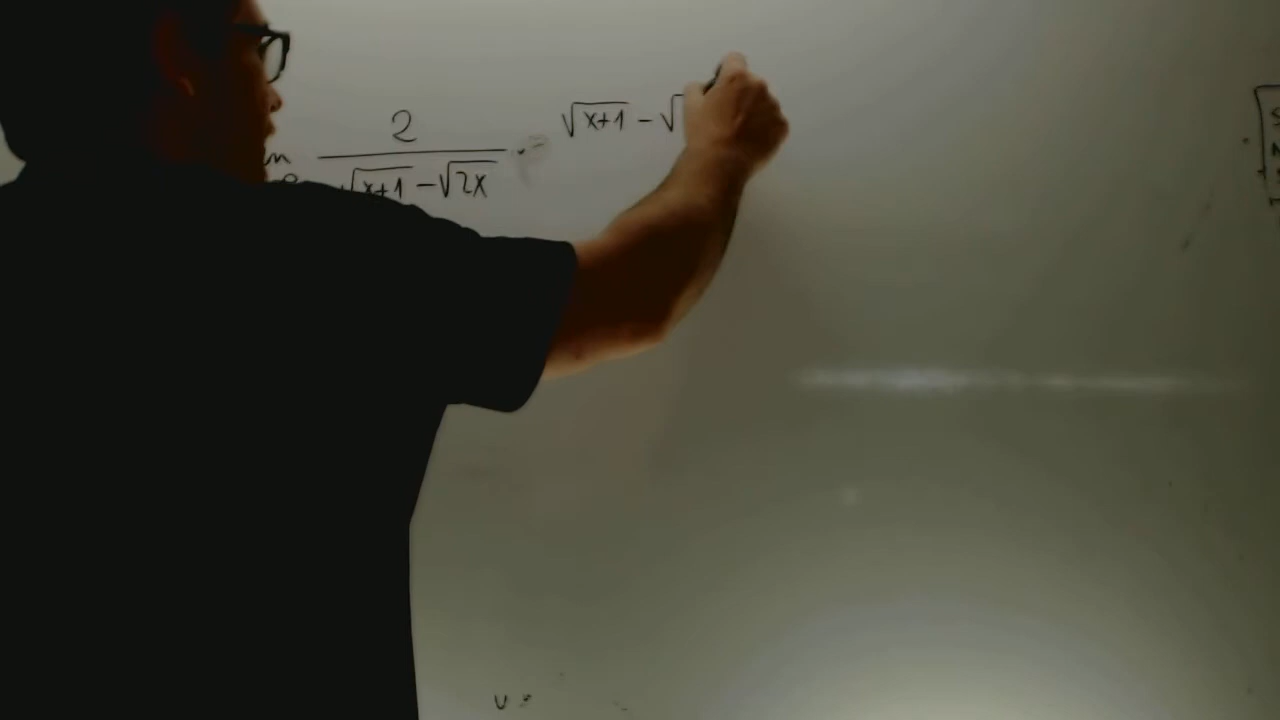 2 / (√(x+1) - √(2x)) · √(x+1) - √
u =